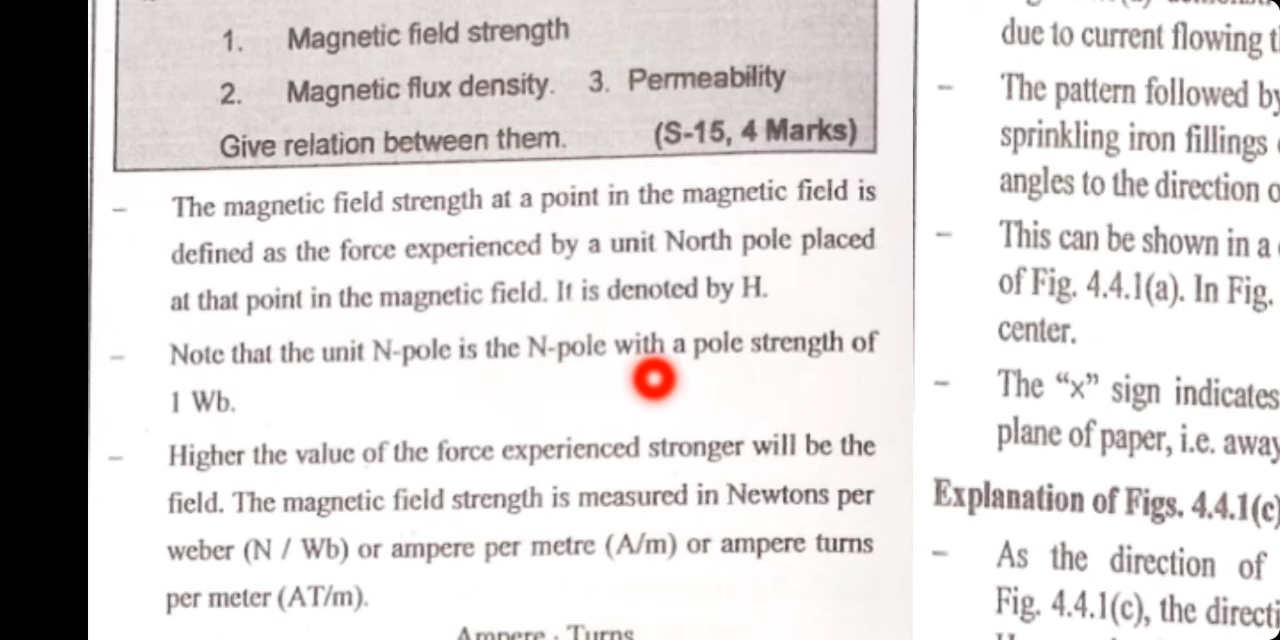 1. Magnetic field strength
2. Magnetic flux density. 3. Permeability
Give relation between them. (S-15, 4 Marks)
– The magnetic field strength at a point in the magnetic field is
defined as the force experienced by a unit North pole placed
at that point in the magnetic field. It is denoted by H.
– Note that the unit N-pole is the N-pole with a pole strength of
1 Wb.
– Higher the value of the force experienced stronger will be the
field. The magnetic field strength is measured in Newtons per
weber (N / Wb) or ampere per metre (A/m) or ampere turns
per meter (AT/m).
Ampere . Turns
due to current flowing
– The pattern followed by
sprinkling iron fillings
angles to the direction
– This can be shown in a
of Fig. 4.4.1(a). In Fig.
center.
– The “x” sign indicates
plane of paper, i.e. away
Explanation of Figs. 4.4.1(c)
– As the direction of
Fig. 4.4.1(c), the directi